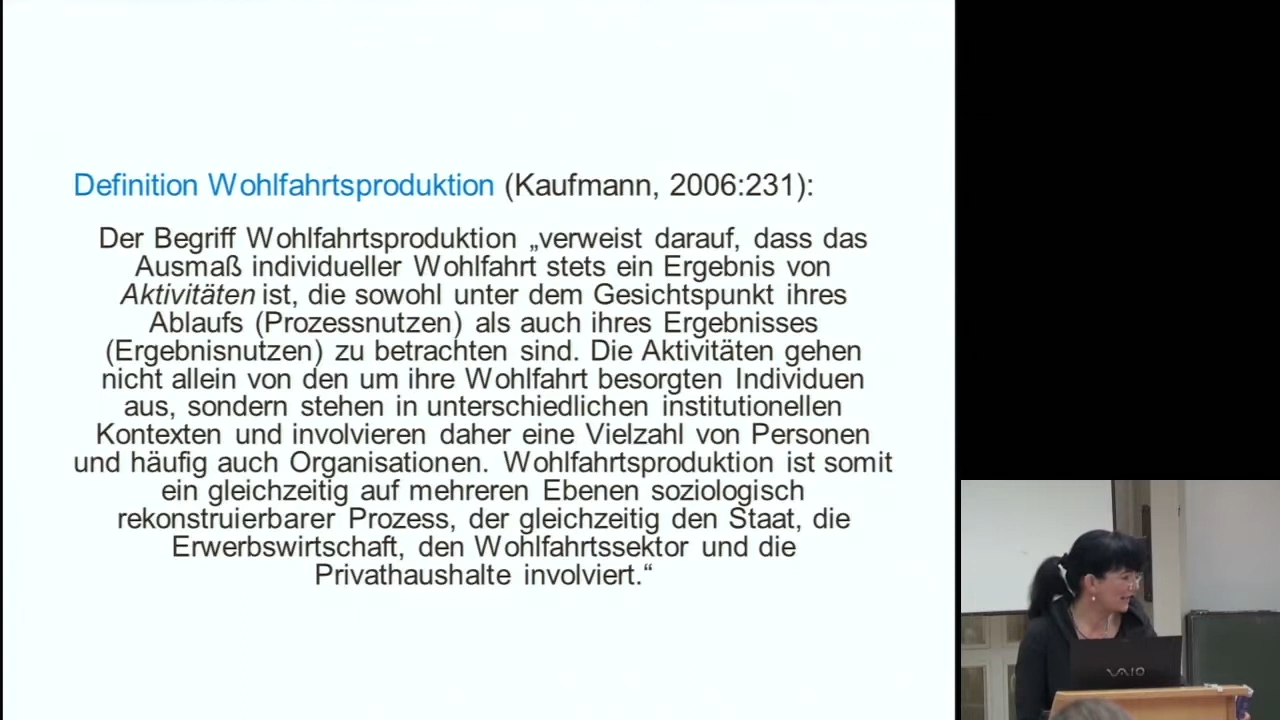 Definition Wohlfahrtsproduktion (Kaufmann, 2006:231):
Der Begriff Wohlfahrtsproduktion „verweist darauf, dass das
Ausmaß individueller Wohlfahrt stets ein Ergebnis von
Aktivitäten ist, die sowohl unter dem Gesichtspunkt ihres
Ablaufs (Prozessnutzen) als auch ihres Ergebnisses
(Ergebnisnutzen) zu betrachten sind. Die Aktivitäten gehen
nicht allein von den um ihre Wohlfahrt besorgten Individuen
aus, sondern stehen in unterschiedlichen institutionellen
Kontexten und involvieren daher eine Vielzahl von Personen
und häufig auch Organisationen. Wohlfahrtsproduktion ist somit
ein gleichzeitig auf mehreren Ebenen soziologisch
rekonstruierbarer Prozess, der gleichzeitig den Staat, die
Erwerbswirtschaft, den Wohlfahrtssektor und die
Privathaushalte involviert.“
VAIO